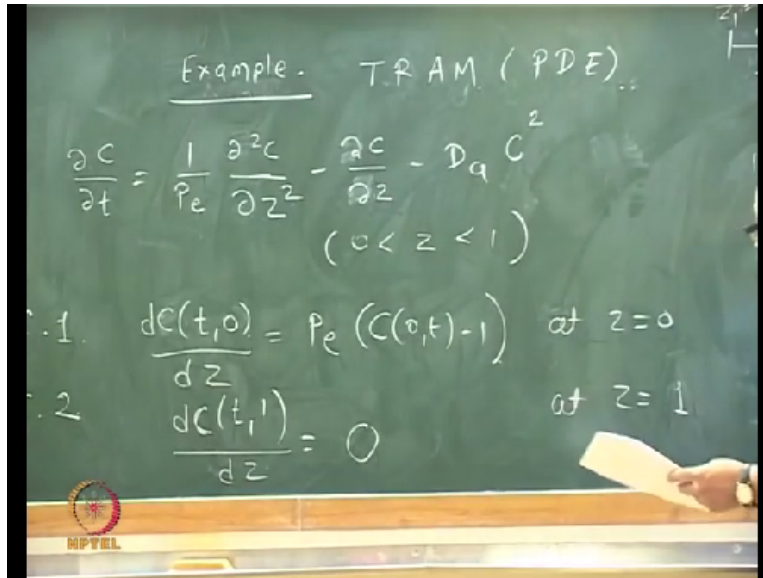 Example. TRAM (PDE)
∂C/∂t = 1/Pe ∂²C/∂z² - ∂C/∂z - Da C²
(0 < z < 1)
.1. dC(t,0)/dz = Pe (C(0,t)-1) at z=0
.2 dC(t,1)/dz = 0 at z=1
NPTEL